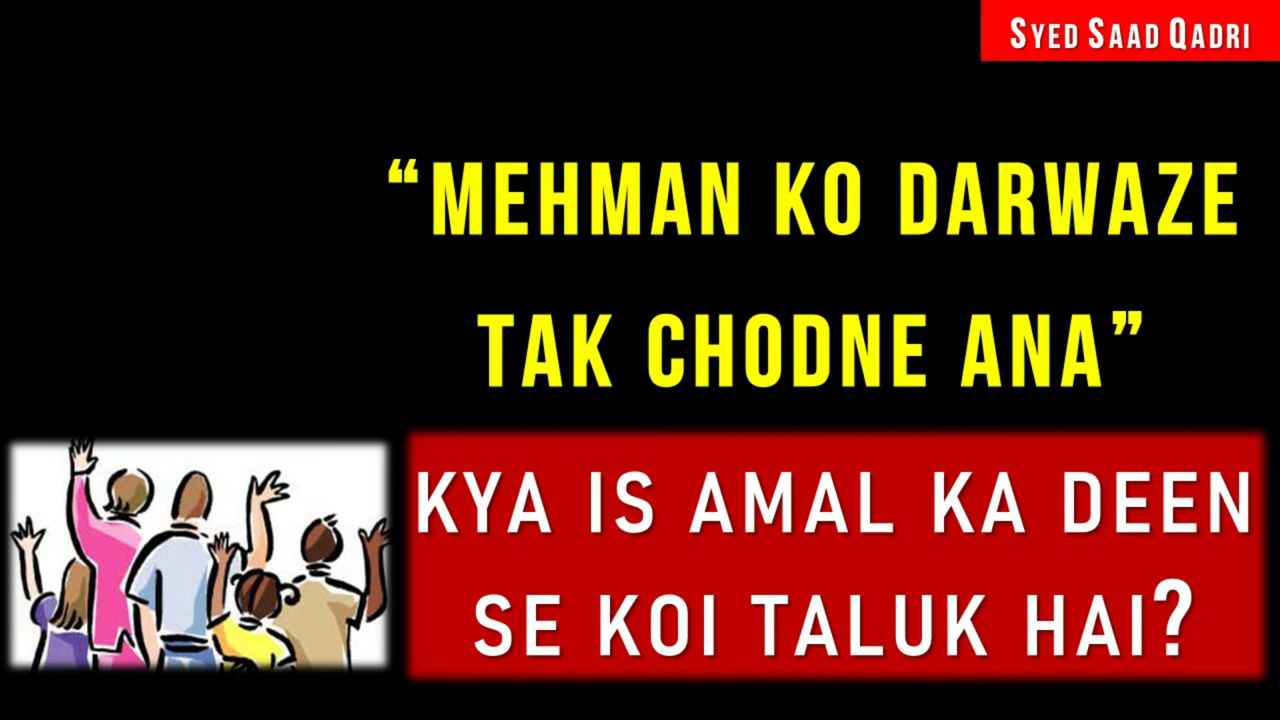 SYED SAAD QADRI
“MEHMAN KO DARWAZE
TAK CHODNE ANA”
KYA IS AMAL KA DEEN
SE KOI TALUK HAI?